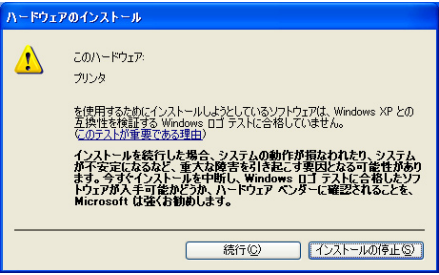 ハードウェアのインストール
このハードウェア:
プリンタ
を使用するためにインストールしようとしているソフトウェアは、Windows XP との
互換性を検証する Windows ロゴ テストに合格していません。
(このテストが重要である理由)
インストールを続行した場合、システムの動作が損なわれたり、システム
が不安定になるなど、重大な障害を引き起こす要因となる可能性があり
ます。今すぐインストールを中断し、Windows ロゴ テストに合格したソフ
トウェアが入手可能かどうか、ハードウェア ベンダーに確認されることを、
Microsoft は強くお勧めします。
続行(C)
インストールの停止(S)